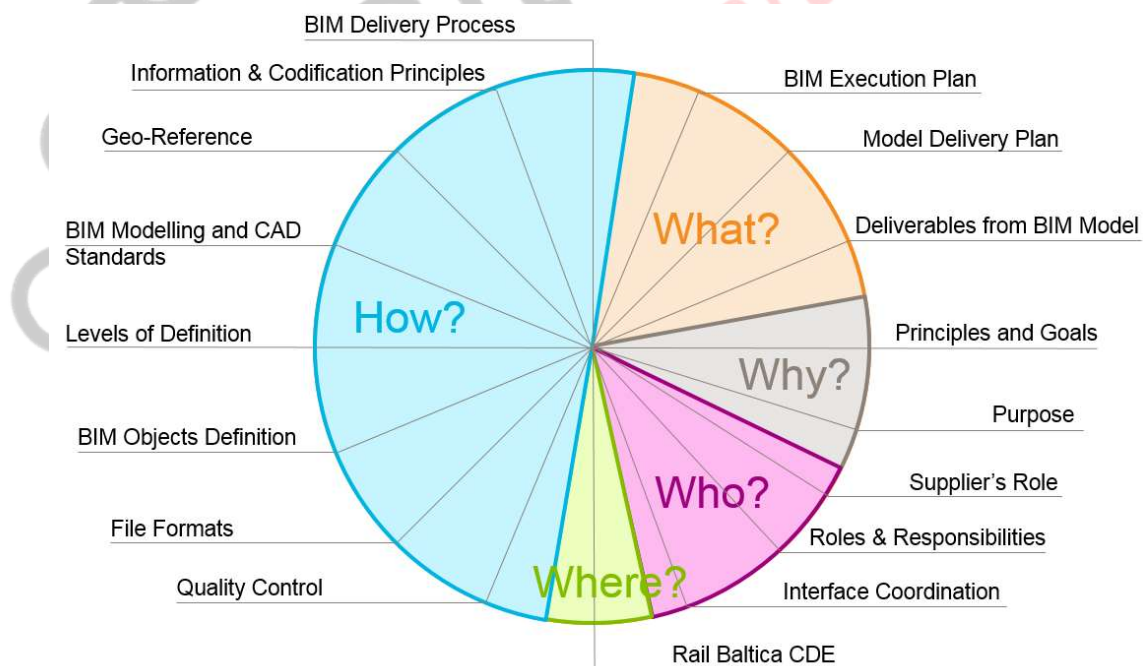 BIM Delivery Process
Information & Codification Principles
BIM Execution Plan
Geo-Reference
Model Delivery Plan
What?
Deliverables from BIM Model
BIM Modelling and CAD
Standards
How?
Levels of Definition
Principles and Goals
Why?
Purpose
BIM Objects Definition
Supplier's Role
Who?
File Formats
Roles & Responsibilities
Where?
Quality Control
Interface Coordination
Rail Baltica CDE